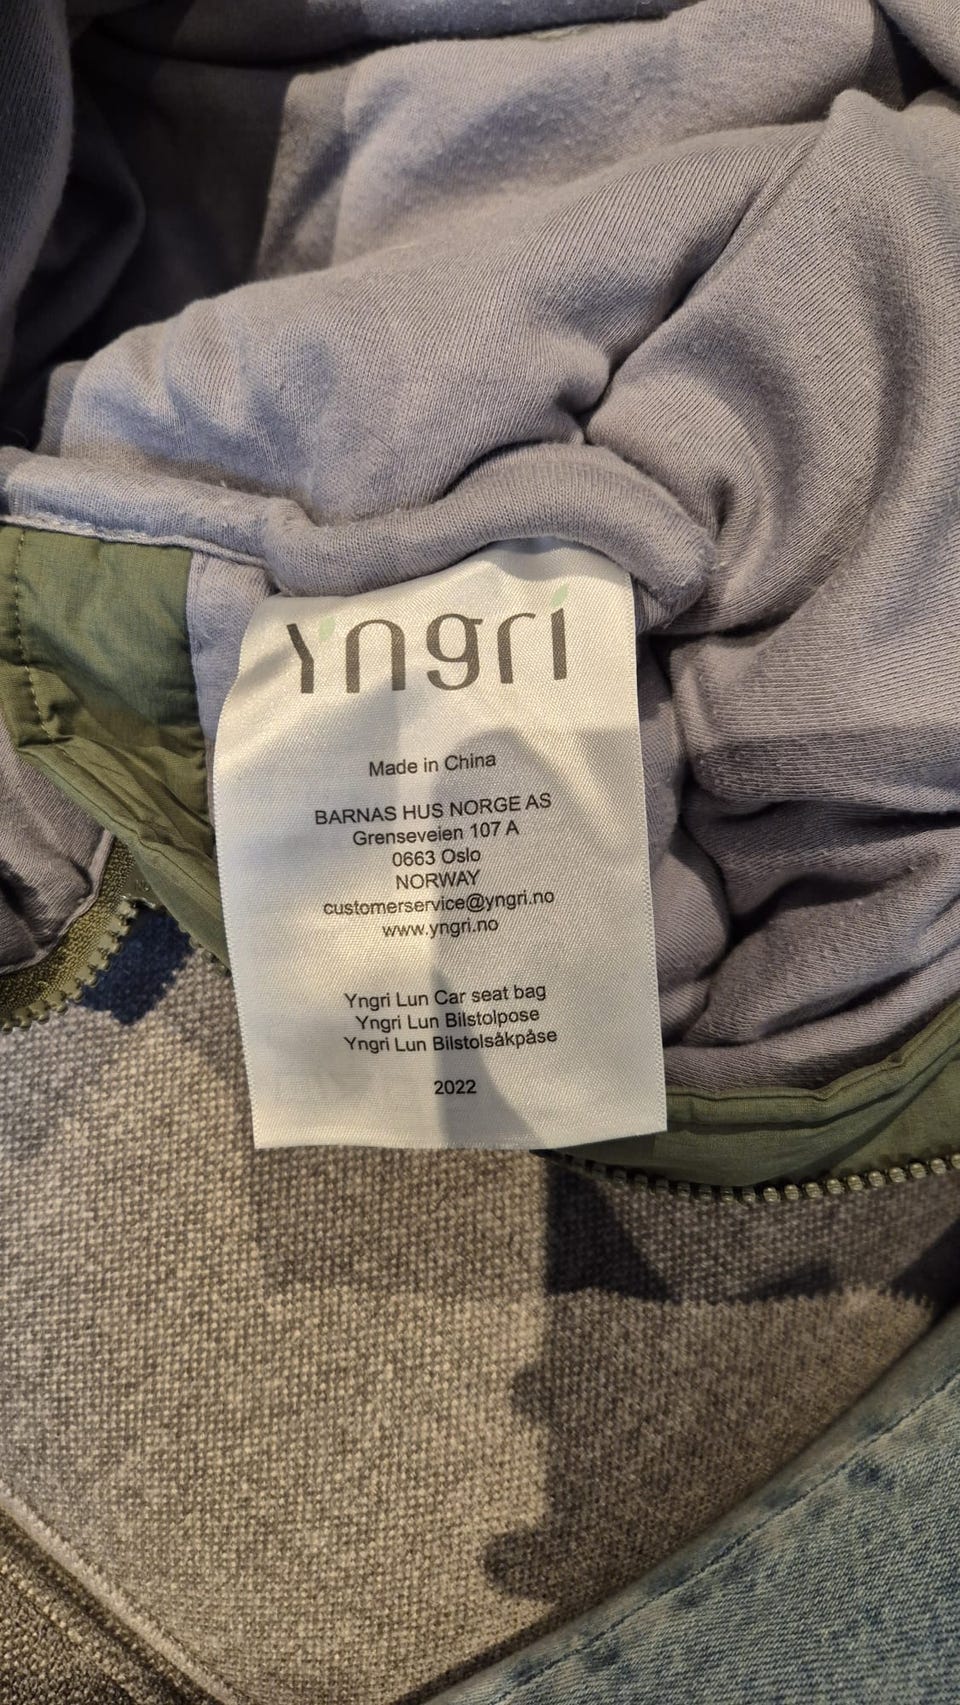 Yngri
Made in China
BARNAS HUS NORGE AS
Grenseveien 107 A
0663 Oslo
NORWAY
customerservice@yngri.no
www.yngri.no
Yngri Lun Car seat bag
Yngri Lun Bilstolpose
Yngri Lun Bilstolsåkpåse
2022